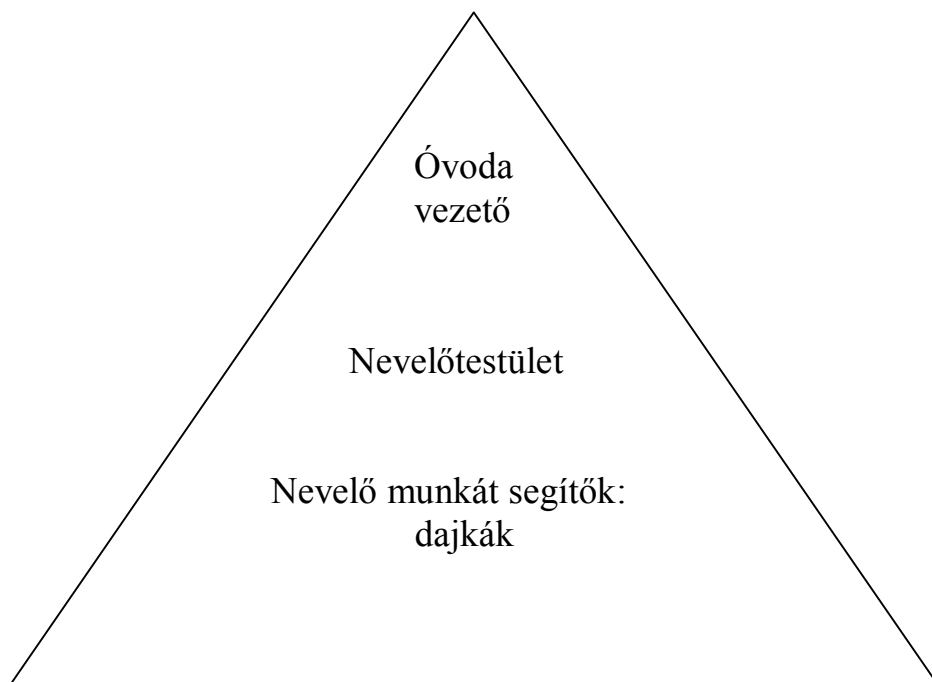 Óvoda
vezető
Nevelőtestület
Nevelő munkát segítők:
dajkák